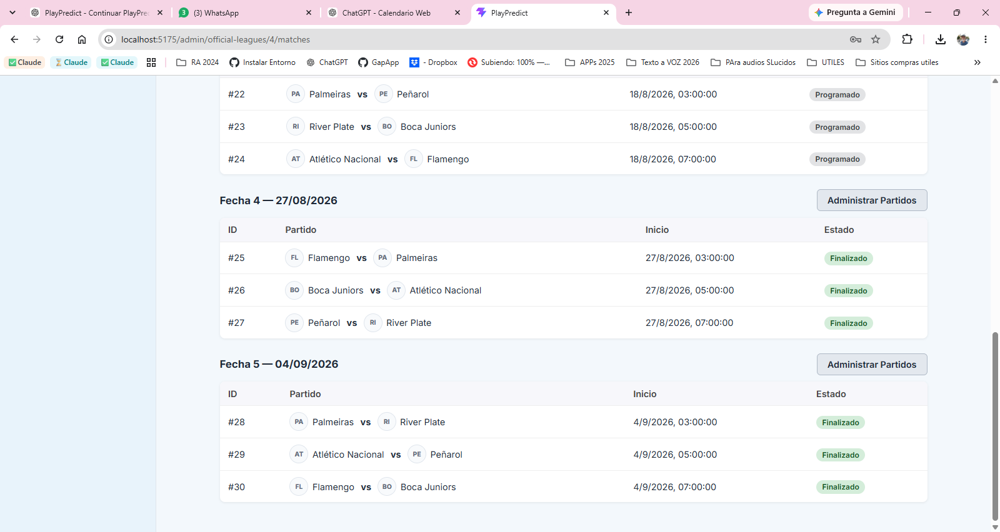 PlayPredict - Continuar PlayPre
3 (3) WhatsApp
ChatGPT - Calendario Web
PlayPredict
Pregunta a Gemini
localhost:5175/admin/official-leagues/4/matches
Claude
Claude
Claude
RA 2024
Instalar Entorno
ChatGPT
GapApp
- Dropbox
Subiendo: 100% —...
APPs 2025
Texto a VOZ 2026
PAra audios SLucidos
UTILES
Sitios compras utiles
#22 PA Palmeiras vs PE Peñarol 18/8/2026, 03:00:00 Programado
#23 RI River Plate vs BO Boca Juniors 18/8/2026, 05:00:00 Programado
#24 AT Atlético Nacional vs FL Flamengo 18/8/2026, 07:00:00 Programado
Fecha 4 — 27/08/2026 Administrar Partidos
ID Partido Inicio Estado
#25 FL Flamengo vs PA Palmeiras 27/8/2026, 03:00:00 Finalizado
#26 BO Boca Juniors vs AT Atlético Nacional 27/8/2026, 05:00:00 Finalizado
#27 PE Peñarol vs RI River Plate 27/8/2026, 07:00:00 Finalizado
Fecha 5 — 04/09/2026 Administrar Partidos
ID Partido Inicio Estado
#28 PA Palmeiras vs RI River Plate 4/9/2026, 03:00:00 Finalizado
#29 AT Atlético Nacional vs PE Peñarol 4/9/2026, 05:00:00 Finalizado
#30 FL Flamengo vs BO Boca Juniors 4/9/2026, 07:00:00 Finalizado